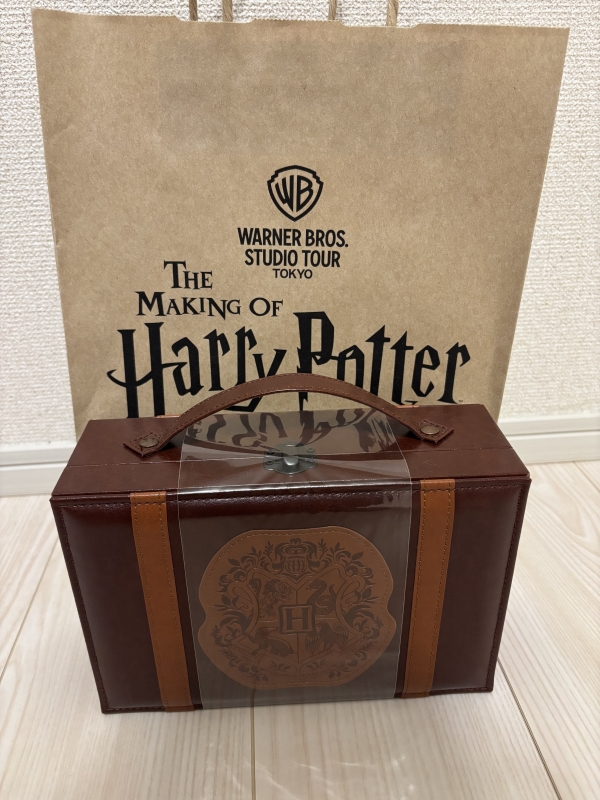 WB
WARNER BROS.
STUDIO TOUR
TOKYO
THE
MAKING OF
Harry Potter
H